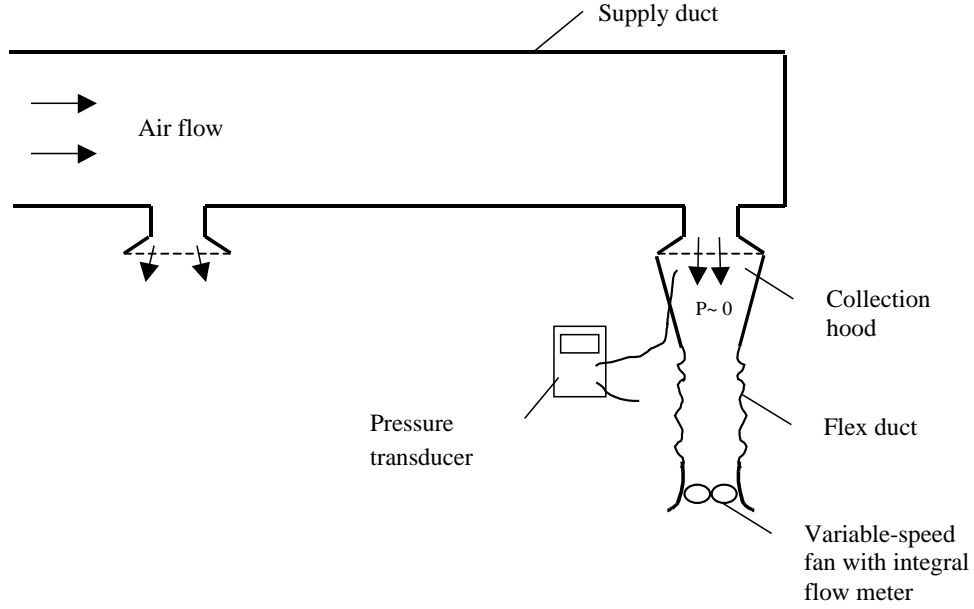 Supply duct
Air flow
P~ 0
Collection
hood
Pressure
transducer
Flex duct
Variable-speed
fan with integral
flow meter